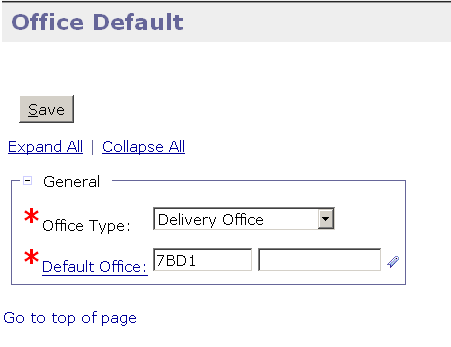 Office Default
Save
Expand All | Collapse All
General
* Office Type: Delivery Office
* Default Office: 7BD1
Go to top of page